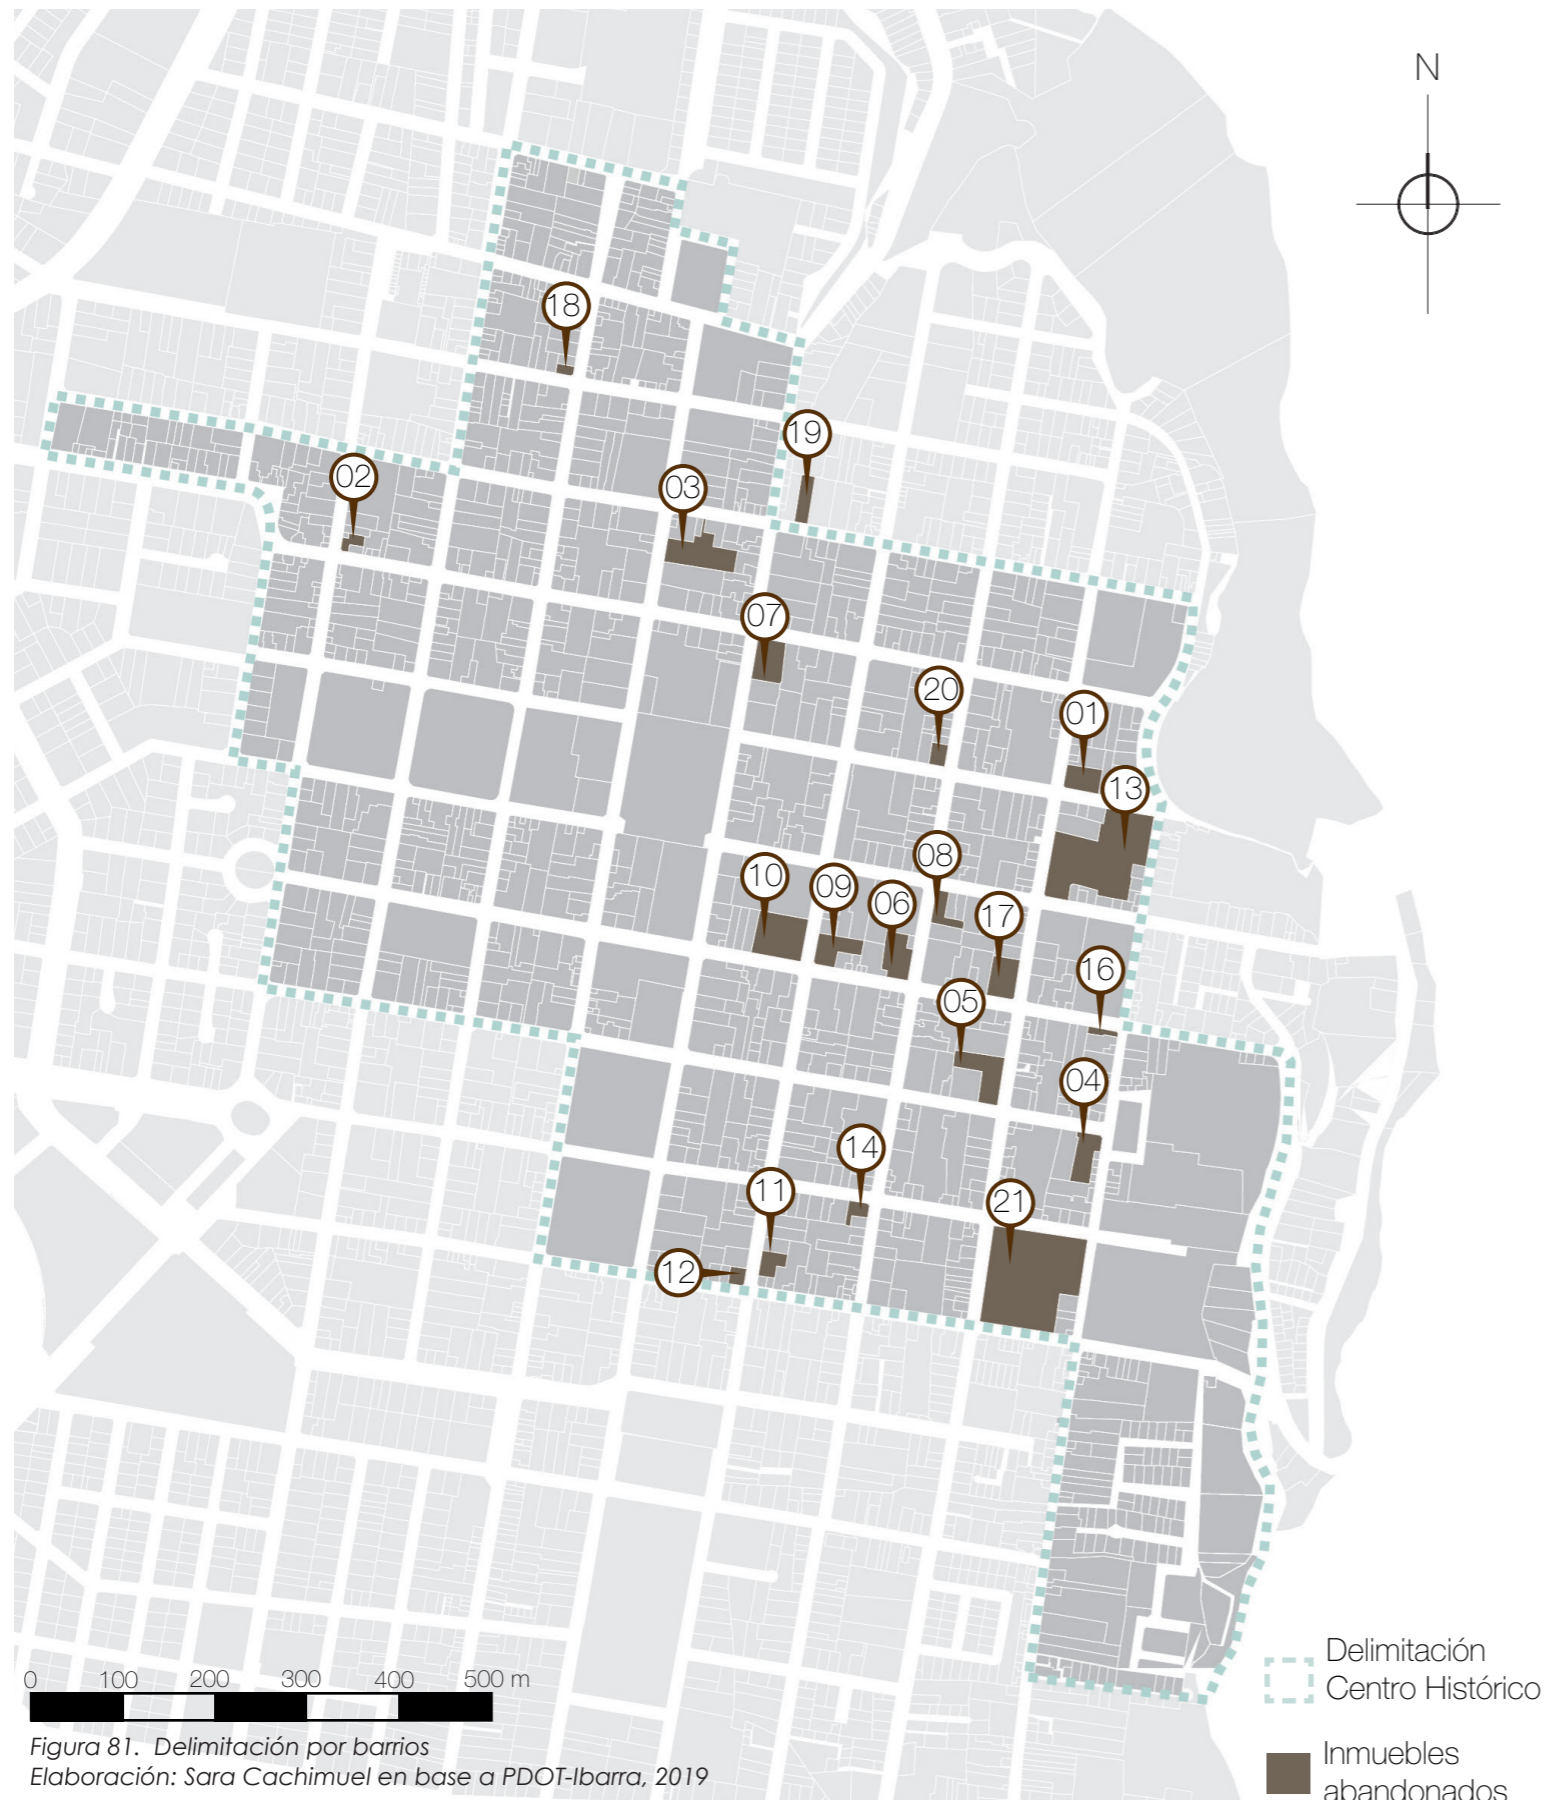 N
18
19
02
03
07
20
01
13
08
10
09
06
17
16
05
04
14
11
21
12
0 100 200 300 400 500 m
Figura 81. Delimitación por barrios
Elaboración: Sara Cachimuel en base a PDOT-Ibarra, 2019
Delimitación
Centro Histórico
Inmuebles
abandonados